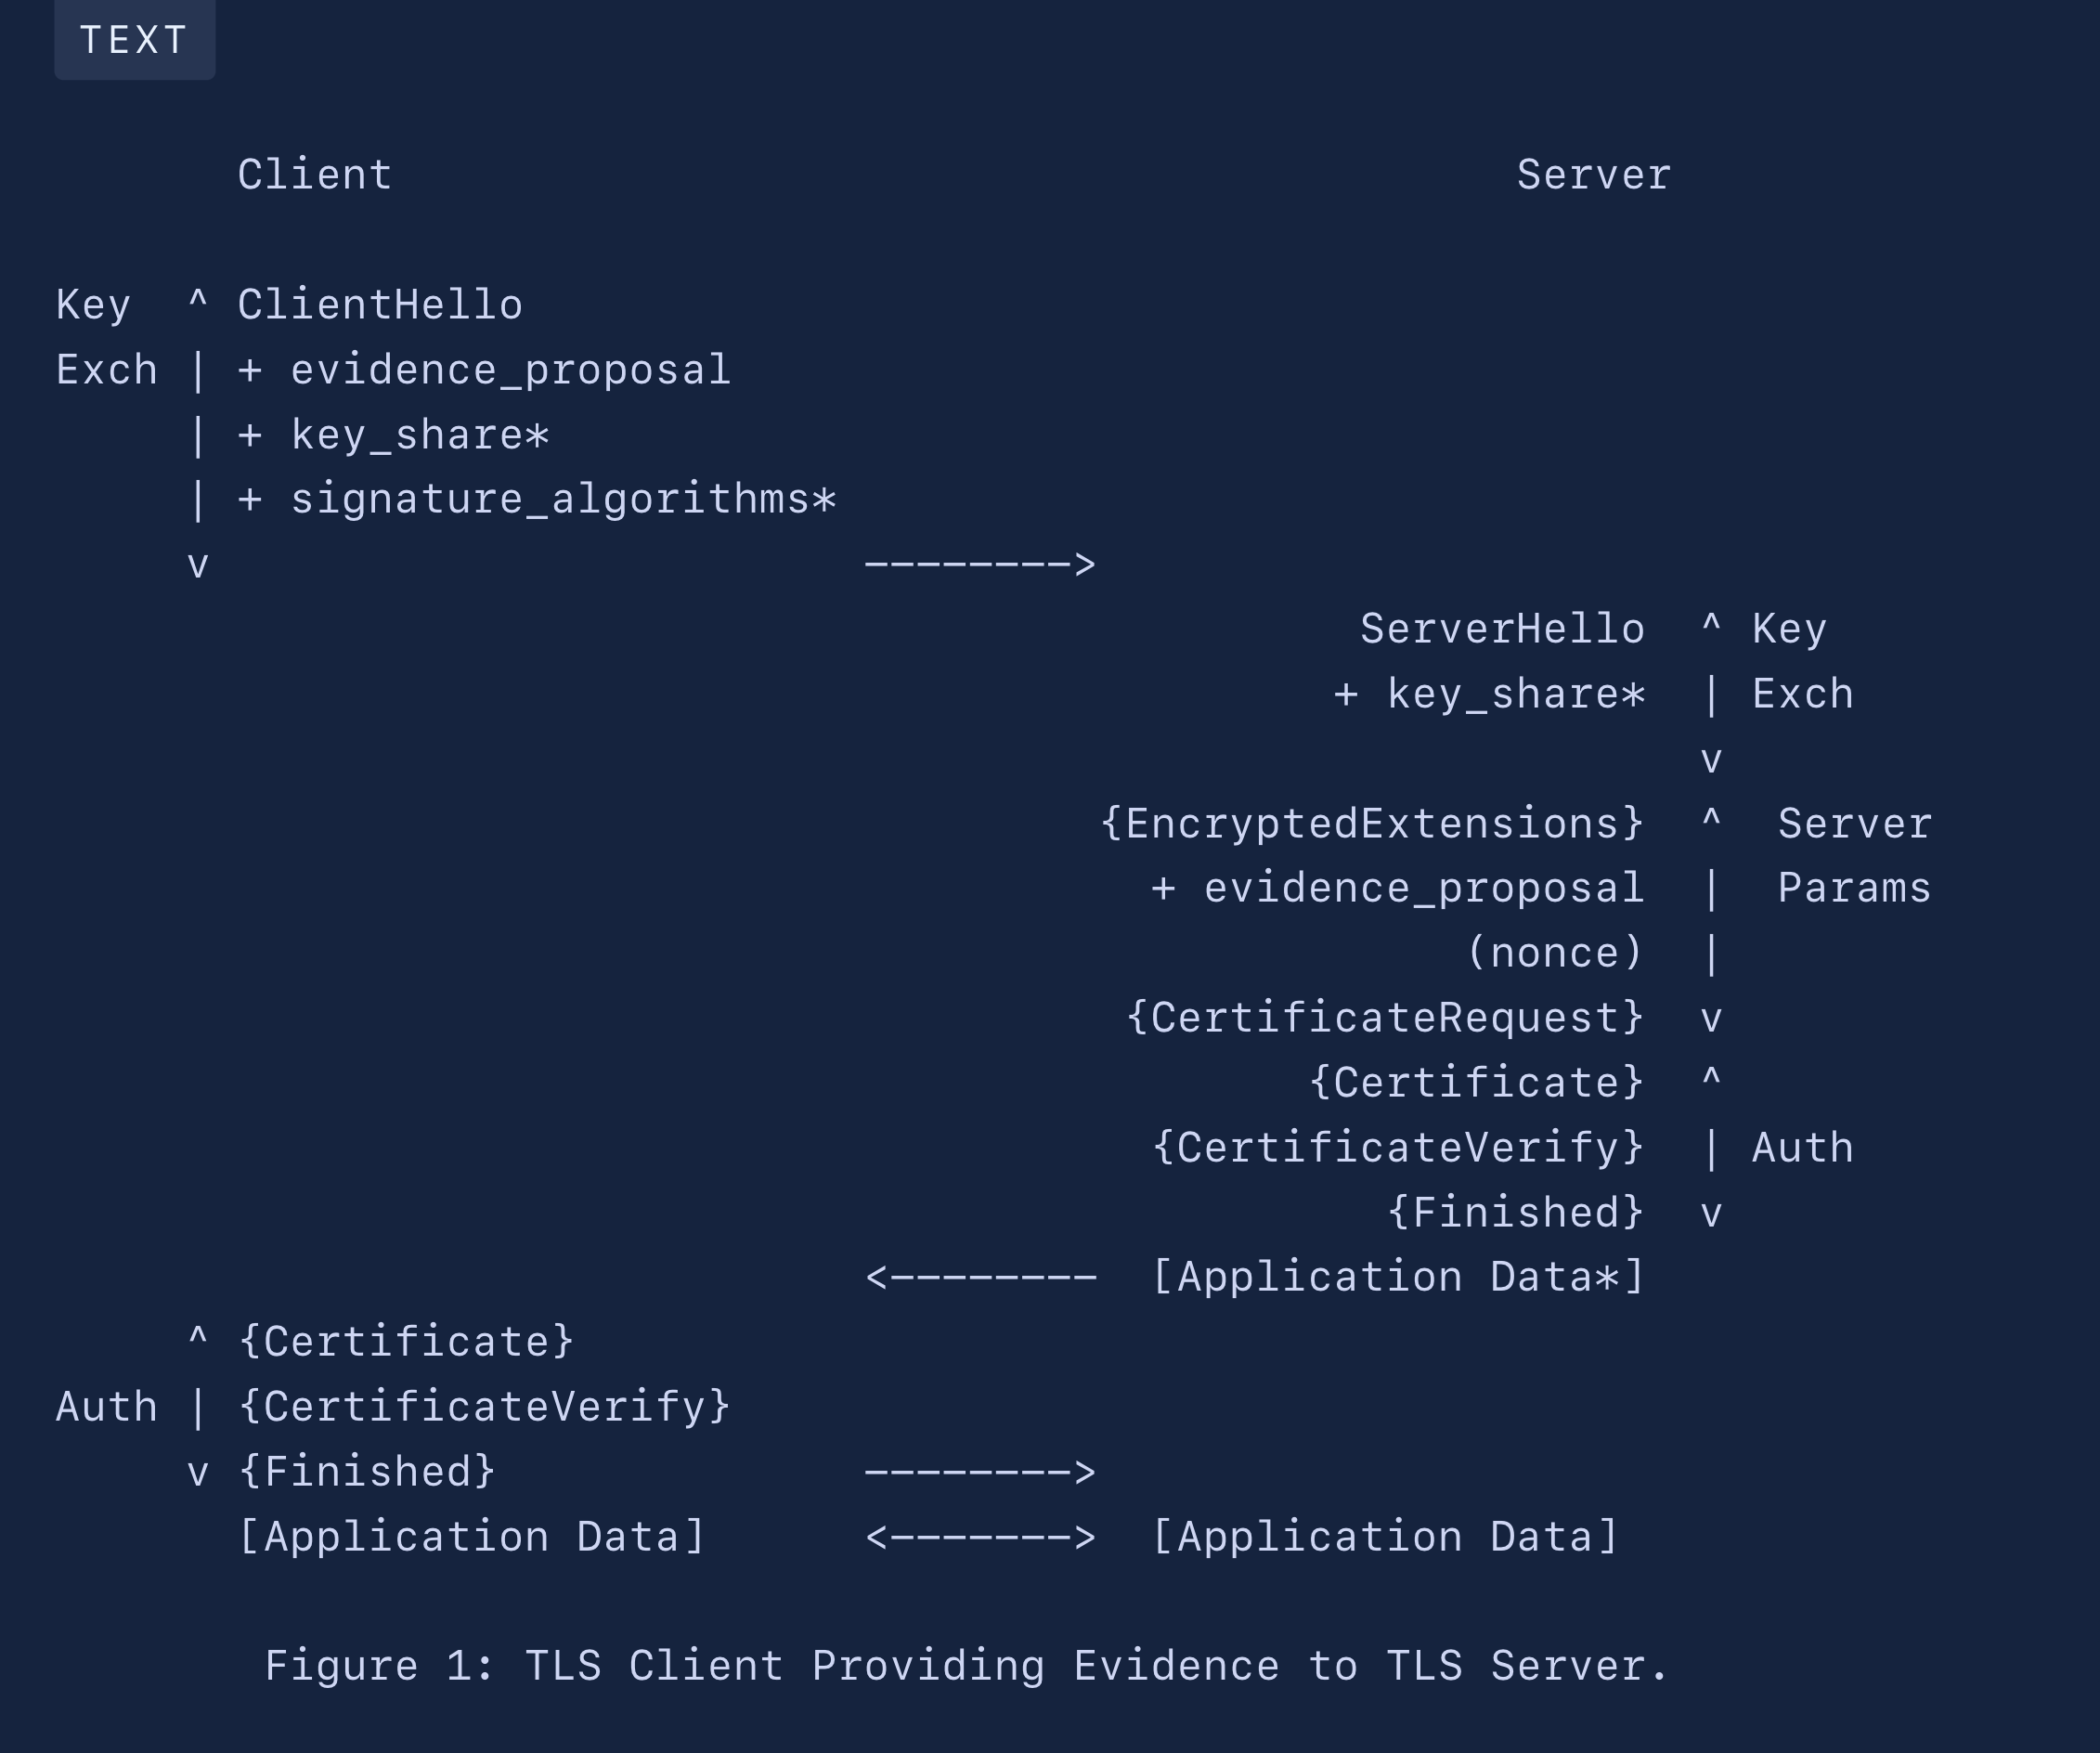 TEXT
      Client                                           Server

Key  ^ ClientHello
Exch | + evidence_proposal
     | + key_share*
     | + signature_algorithms*
     v                         -------->
                                                  ServerHello  ^ Key
                                                 + key_share*  | Exch
                                                               v
                                        {EncryptedExtensions}  ^  Server
                                          + evidence_proposal  |  Params
                                                      (nonce)  |
                                         {CertificateRequest}  v
                                                {Certificate}  ^
                                          {CertificateVerify}  | Auth
                                                   {Finished}  v
                               <--------  [Application Data*]
     ^ {Certificate}
Auth | {CertificateVerify}
     v {Finished}              -------->
       [Application Data]      <------->  [Application Data]

        Figure 1: TLS Client Providing Evidence to TLS Server.